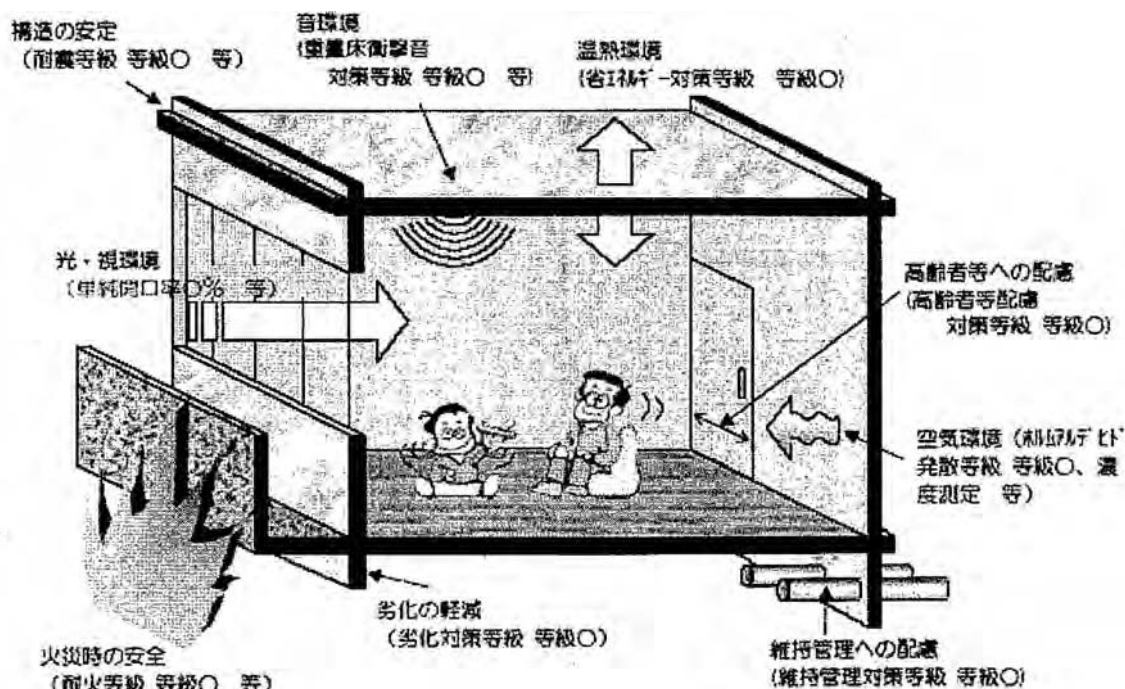 構造の安定
(耐震等級 等級○ 等)
音環境
(重量床衝撃音
対策等級 等級○ 等)
温熱環境
(省エネルギー対策等級 等級○)
光・視環境
(単純開口率○% 等)
高齢者等への配慮
(高齢者等配慮
対策等級 等級○)
空気環境 (ホルムアルデヒド
発散等級 等級○、濃
度測定 等)
劣化の軽減
(劣化対策等級 等級○)
火災時の安全
(耐火等級 等級○ 等)
維持管理への配慮
(維持管理対策等級 等級○)